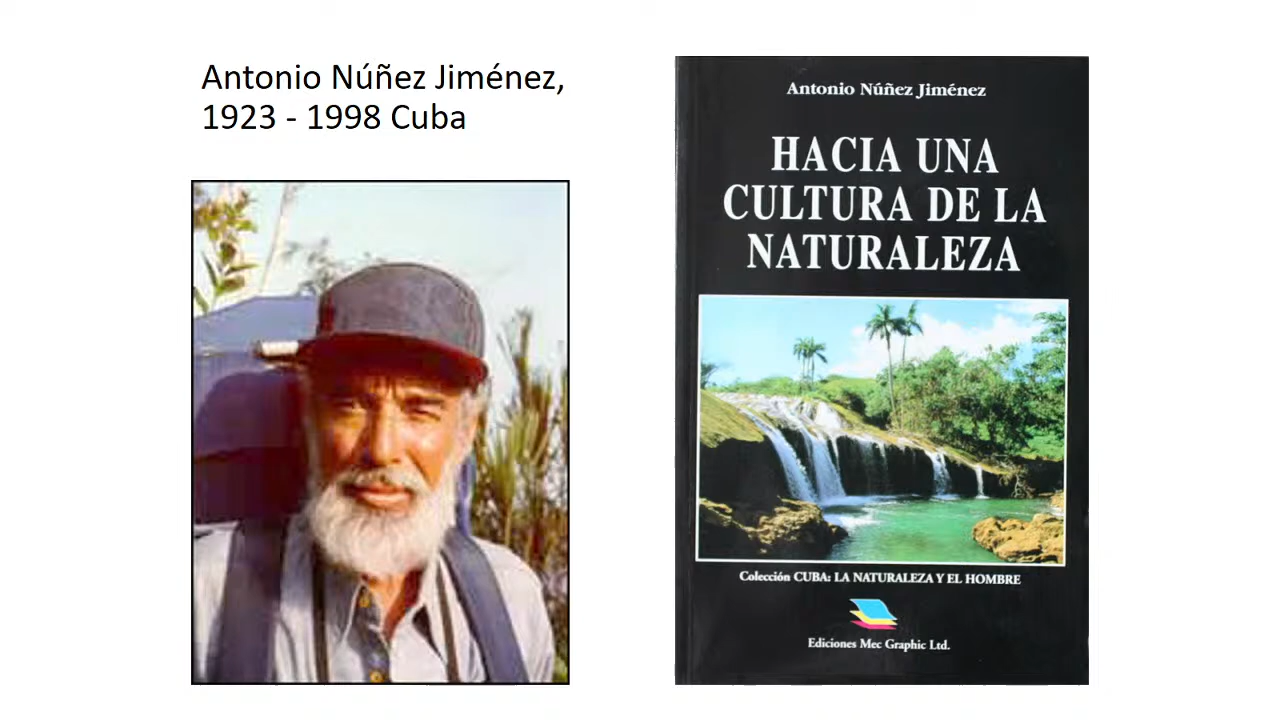 Antonio Núñez Jiménez,
1923 - 1998 Cuba
Antonio Núñez Jiménez
HACIA UNA
CULTURA DE LA
NATURALEZA
Colección CUBA: LA NATURALEZA Y EL HOMBRE
Ediciones Mec Graphic Ltd.